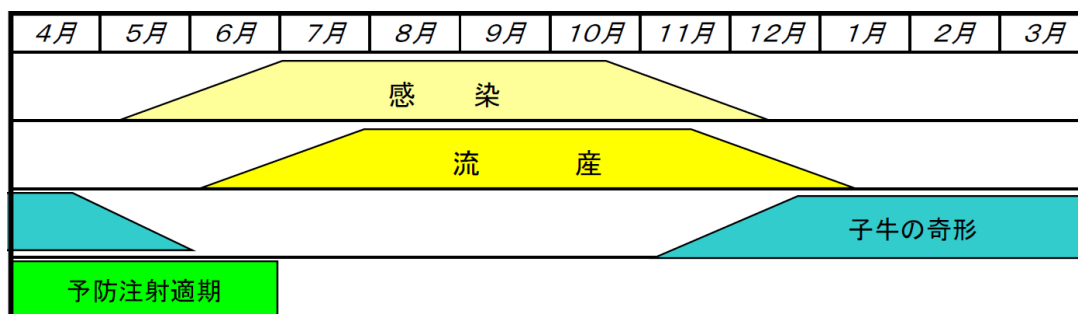 4月 5月 6月 7月 8月 9月 10月 11月 12月 1月 2月 3月
感 染
流 産
子牛の奇形
予防注射適期